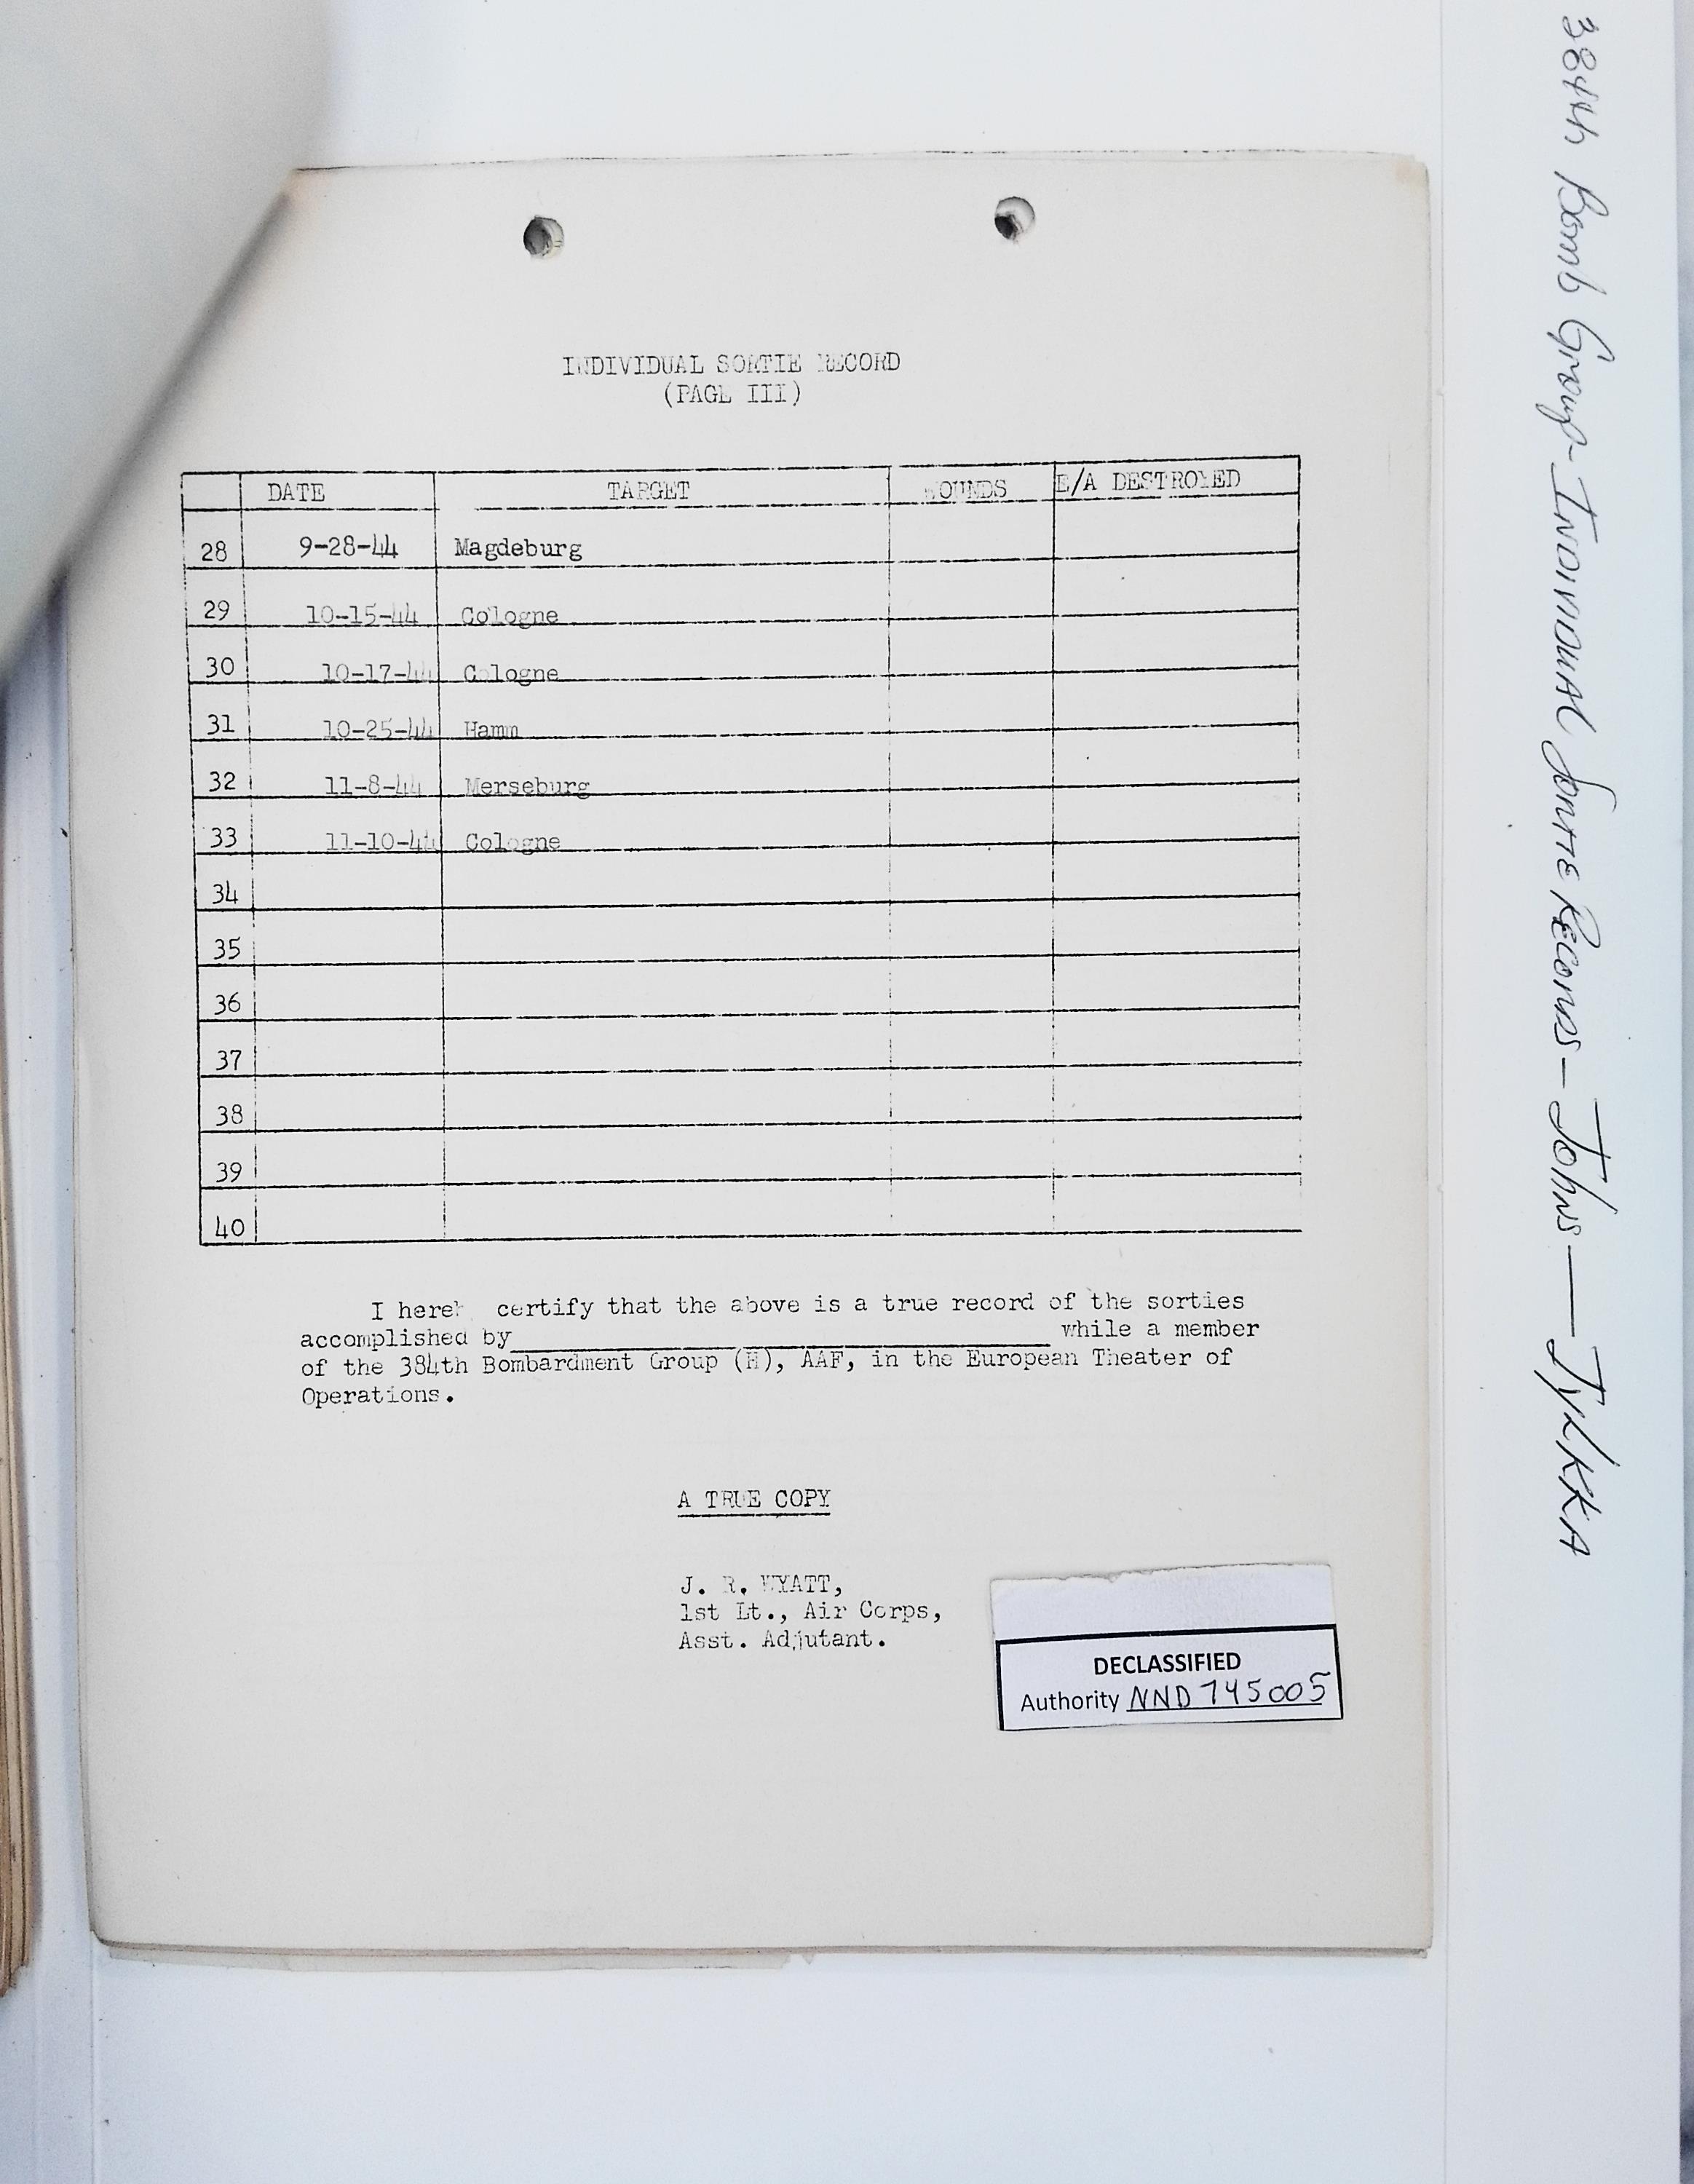 INDIVIDUAL SORTIE RECORD
(PAGE III)
DATE TARGET WOUNDS E/A DESTROYED
28 9-28-44 Magdeburg
29 10-15-44 Cologne
30 10-17-44 Cologne
31 10-25-44 Hamm
32 11-8-44 Merseburg
33 11-10-44 Cologne
34
35
36
37
38
39
40
I hereby certify that the above is a true record of the sorties
accomplished by while a member
of the 384th Bombardment Group (H), AAF, in the European Theater of
Operations.
A TRUE COPY
J. R. WYATT,
1st Lt., Air Corps,
Asst. Adjutant.
DECLASSIFIED
Authority NND 745005
384th Bomb Group - Individual Sortie Records - Johns - Tylkka